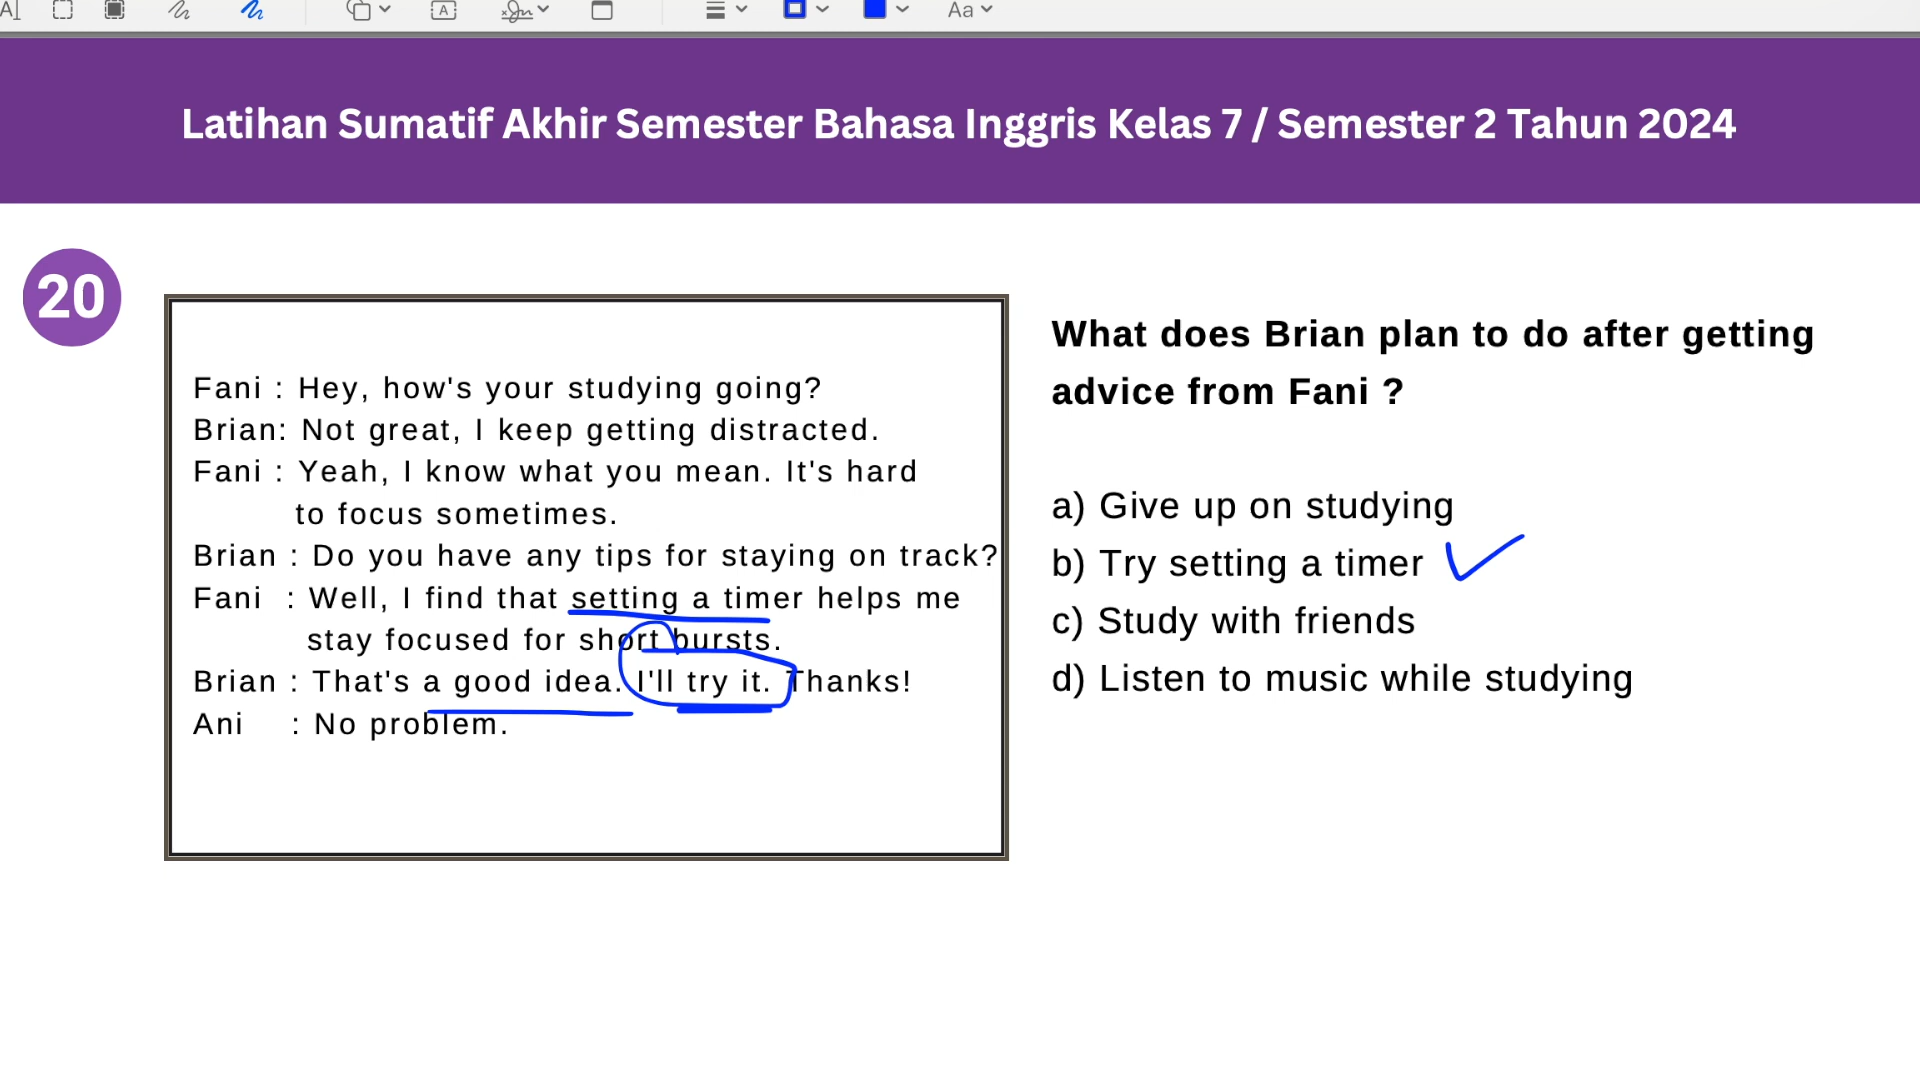 Latihan Sumatif Akhir Semester Bahasa Inggris Kelas 7 / Semester 2 Tahun 2024
20
Fani : Hey, how's your studying going?
Brian: Not great, I keep getting distracted.
Fani : Yeah, I know what you mean. It's hard
to focus sometimes.
Brian : Do you have any tips for staying on track?
Fani : Well, I find that setting a timer helps me
stay focused for short bursts.
Brian : That's a good idea. I'll try it. Thanks!
Ani : No problem.
What does Brian plan to do after getting
advice from Fani ?
a) Give up on studying
b) Try setting a timer
c) Study with friends
d) Listen to music while studying
A
A
Aa